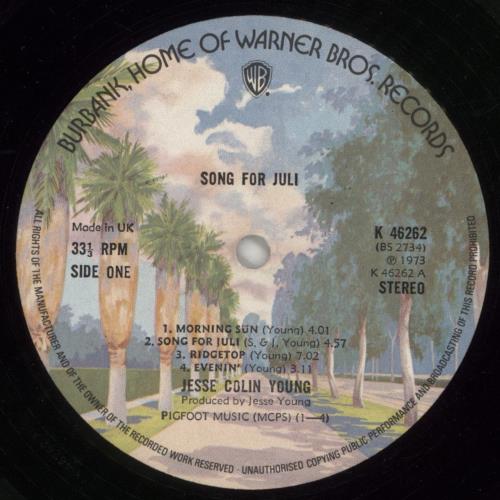 BURBANK, HOME OF WARNER BROS. RECORDS
WB
SONG FOR JULI
Made in UK
33⅓ RPM
SIDE ONE
K 46262
(BS 2734)
℗ 1973
K 46262 A
STEREO
1. MORNING SUN (Young) 4.01
2. SONG FOR JULI (S. & J. Young) 4.57
3. RIDGETOP (Young) 7.02
4. EVENIN' (Young) 3.11
JESSE COLIN YOUNG
Produced by Jesse Young
PIGFOOT MUSIC (MCPS) (1—4)
ALL RIGHTS OF THE MANUFACTURER AND OF THE OWNER OF THE RECORDED WORK RESERVED · UNAUTHORISED COPYING PUBLIC PERFORMANCE AND BROADCASTING OF THIS RECORD PROHIBITED